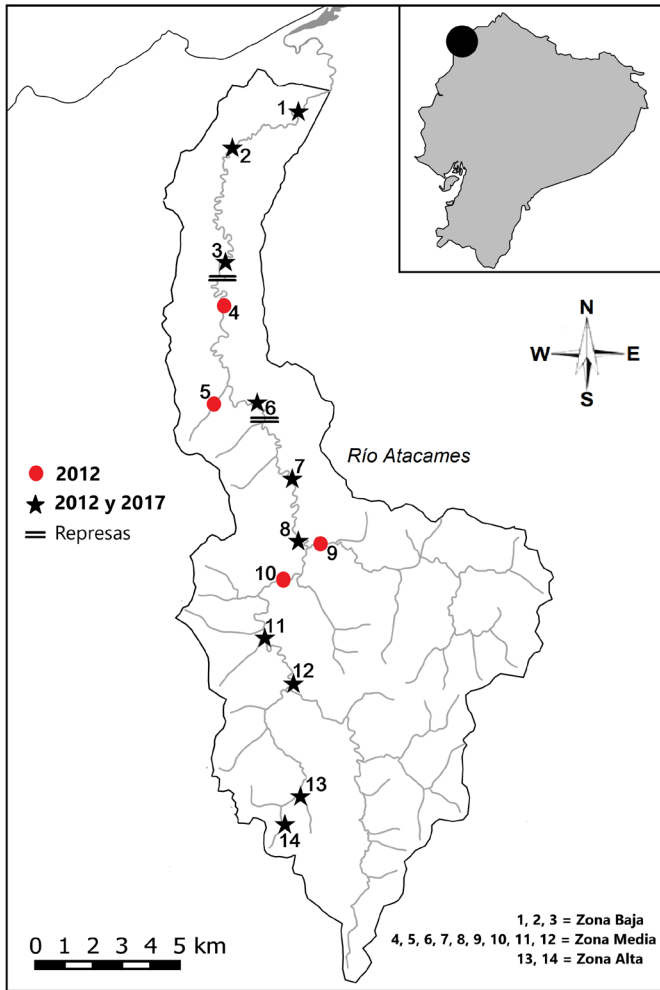 1
2
3
4
5
6
N
W E
S
Río Atacames
7
2012
2012 y 2017
Represas
8
9
10
11
12
13
14
1, 2, 3 = Zona Baja
4, 5, 6, 7, 8, 9, 10, 11, 12 = Zona Media
13, 14 = Zona Alta
0 1 2 3 4 5 km